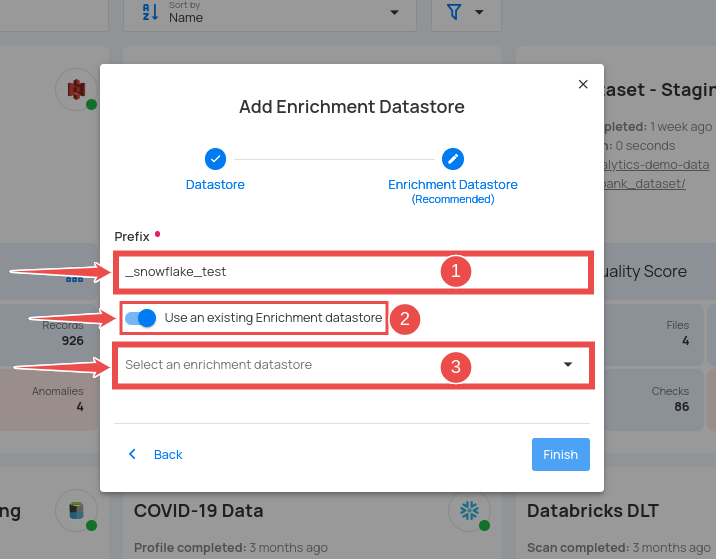 Sort by
Name
taset - Stagin
pleted: 1 week ago
n: 0 seconds
alytics-demo-data
bank_dataset/
Add Enrichment Datastore
Datastore
Enrichment Datastore
(Recommended)
Prefix
_snowflake_test
1
Use an existing Enrichment datastore
2
Select an enrichment datastore
3
Back
Finish
uality Score
Records
926
Files
4
Anomalies
4
Checks
86
ng
COVID-19 Data
Profile completed: 3 months ago
Databricks DLT
Scan completed: 3 months ago